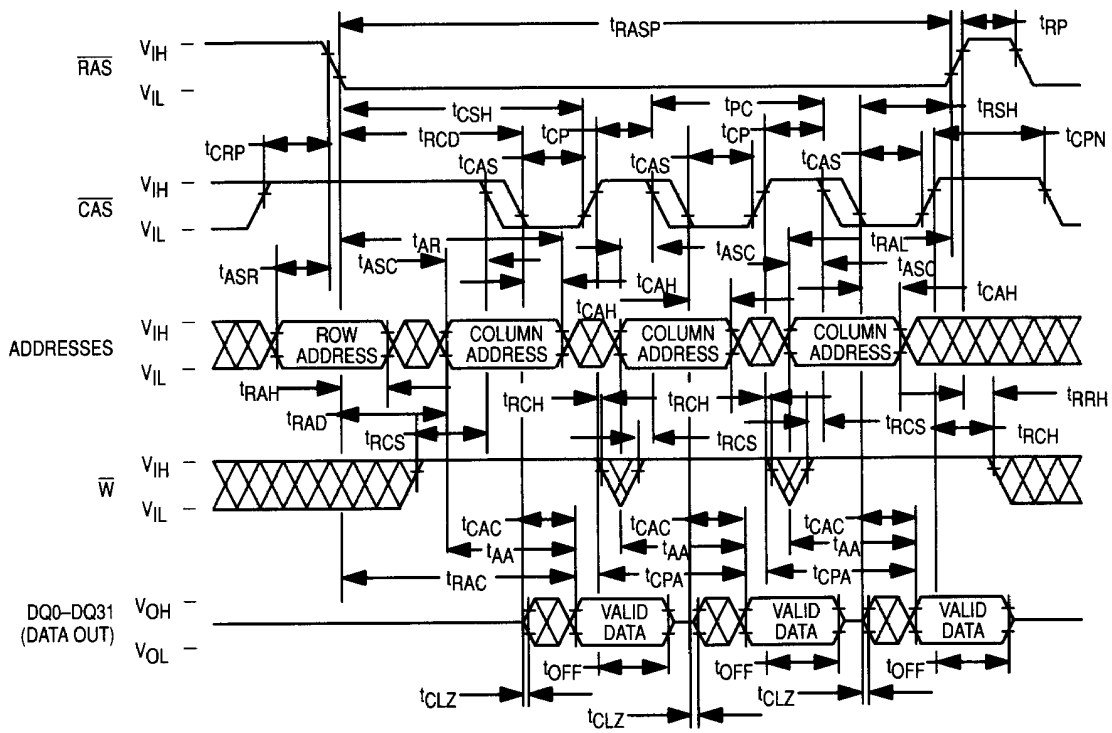 tRASP
tRP
VIH
RAS
VIL
tCSH
tPC
tRSH
tRCD
tCP
tCP
tCPN
tCRP
tCAS
tCAS
tCAS
VIH
CAS
VIL
tAR
tRAL
tASR
tASC
tASC
tASC
tCAH
tCAH
tCAH
VIH
ADDRESSES
VIL
ROW ADDRESS
COLUMN ADDRESS
COLUMN ADDRESS
COLUMN ADDRESS
tRAH
tRCH
tRCH
tRRH
tRAD
tRCS
tRCS
tRCS
tRCH
VIH
W
VIL
tCAC
tCAC
tCAC
tAA
tAA
tAA
tRAC
tCPA
tCPA
DQ0–DQ31
(DATA OUT)
VOH
VOL
VALID DATA
VALID DATA
VALID DATA
tOFF
tOFF
tOFF
tCLZ
tCLZ
tCLZ